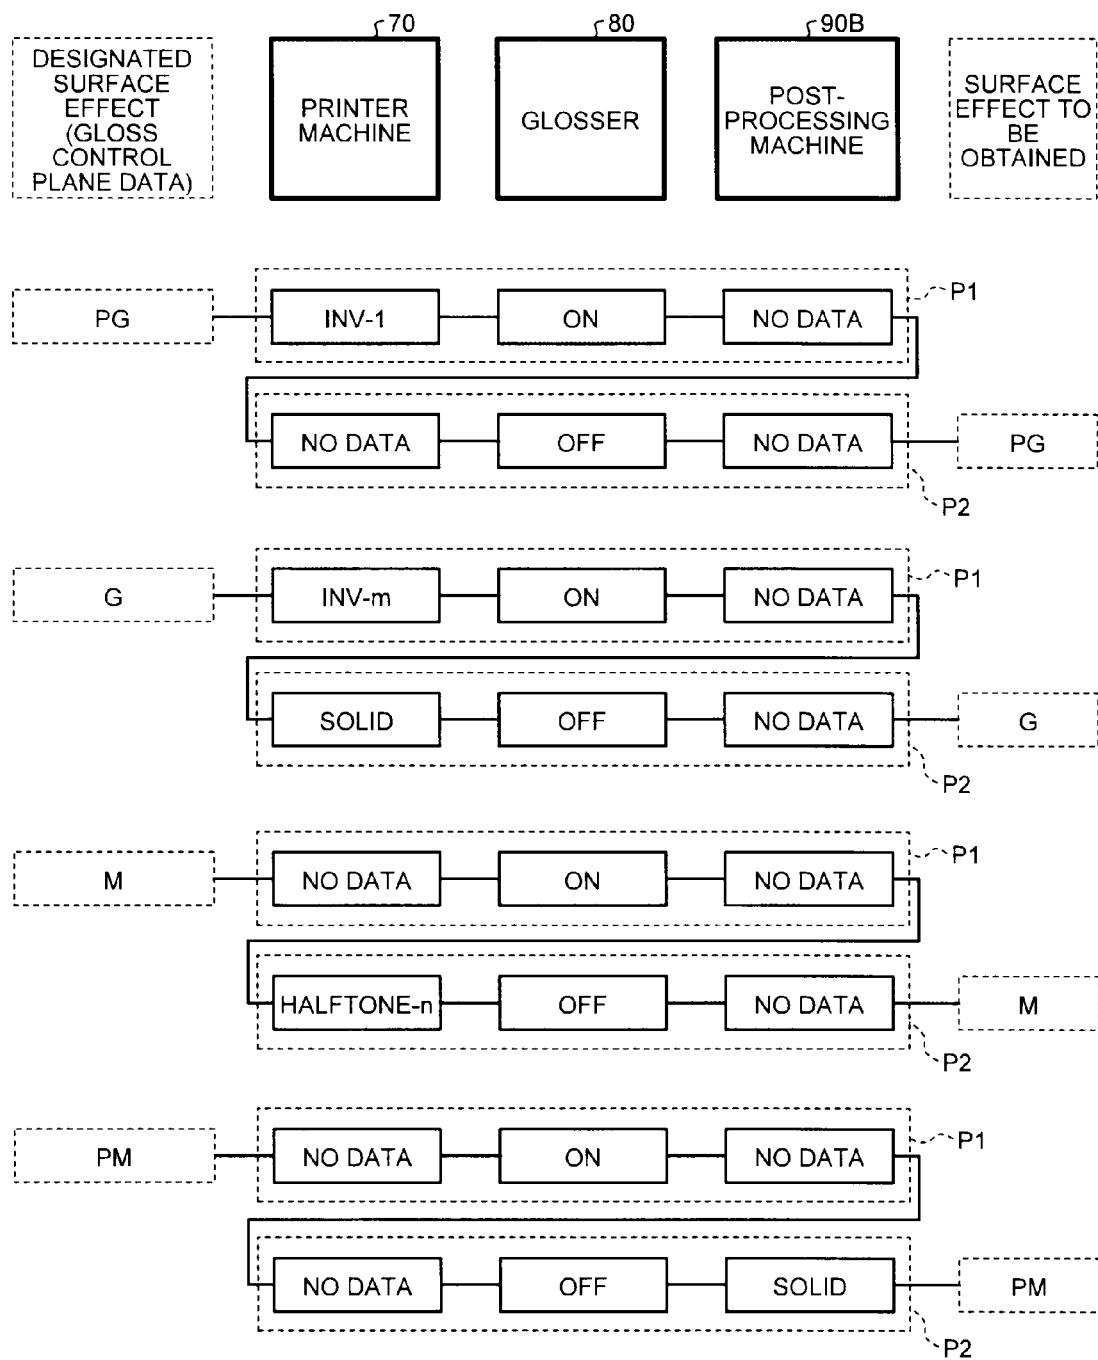 70
80
90B
DESIGNATED
SURFACE
EFFECT
(GLOSS
CONTROL
PLANE DATA)
PRINTER
MACHINE
GLOSSER
POST-
PROCESSING
MACHINE
SURFACE
EFFECT TO
BE
OBTAINED
P1
PG
INV-1
ON
NO DATA
NO DATA
OFF
NO DATA
PG
P2
P1
G
INV-m
ON
NO DATA
SOLID
OFF
NO DATA
G
P2
P1
M
NO DATA
ON
NO DATA
HALFTONE-n
OFF
NO DATA
M
P2
P1
PM
NO DATA
ON
NO DATA
NO DATA
OFF
SOLID
PM
P2